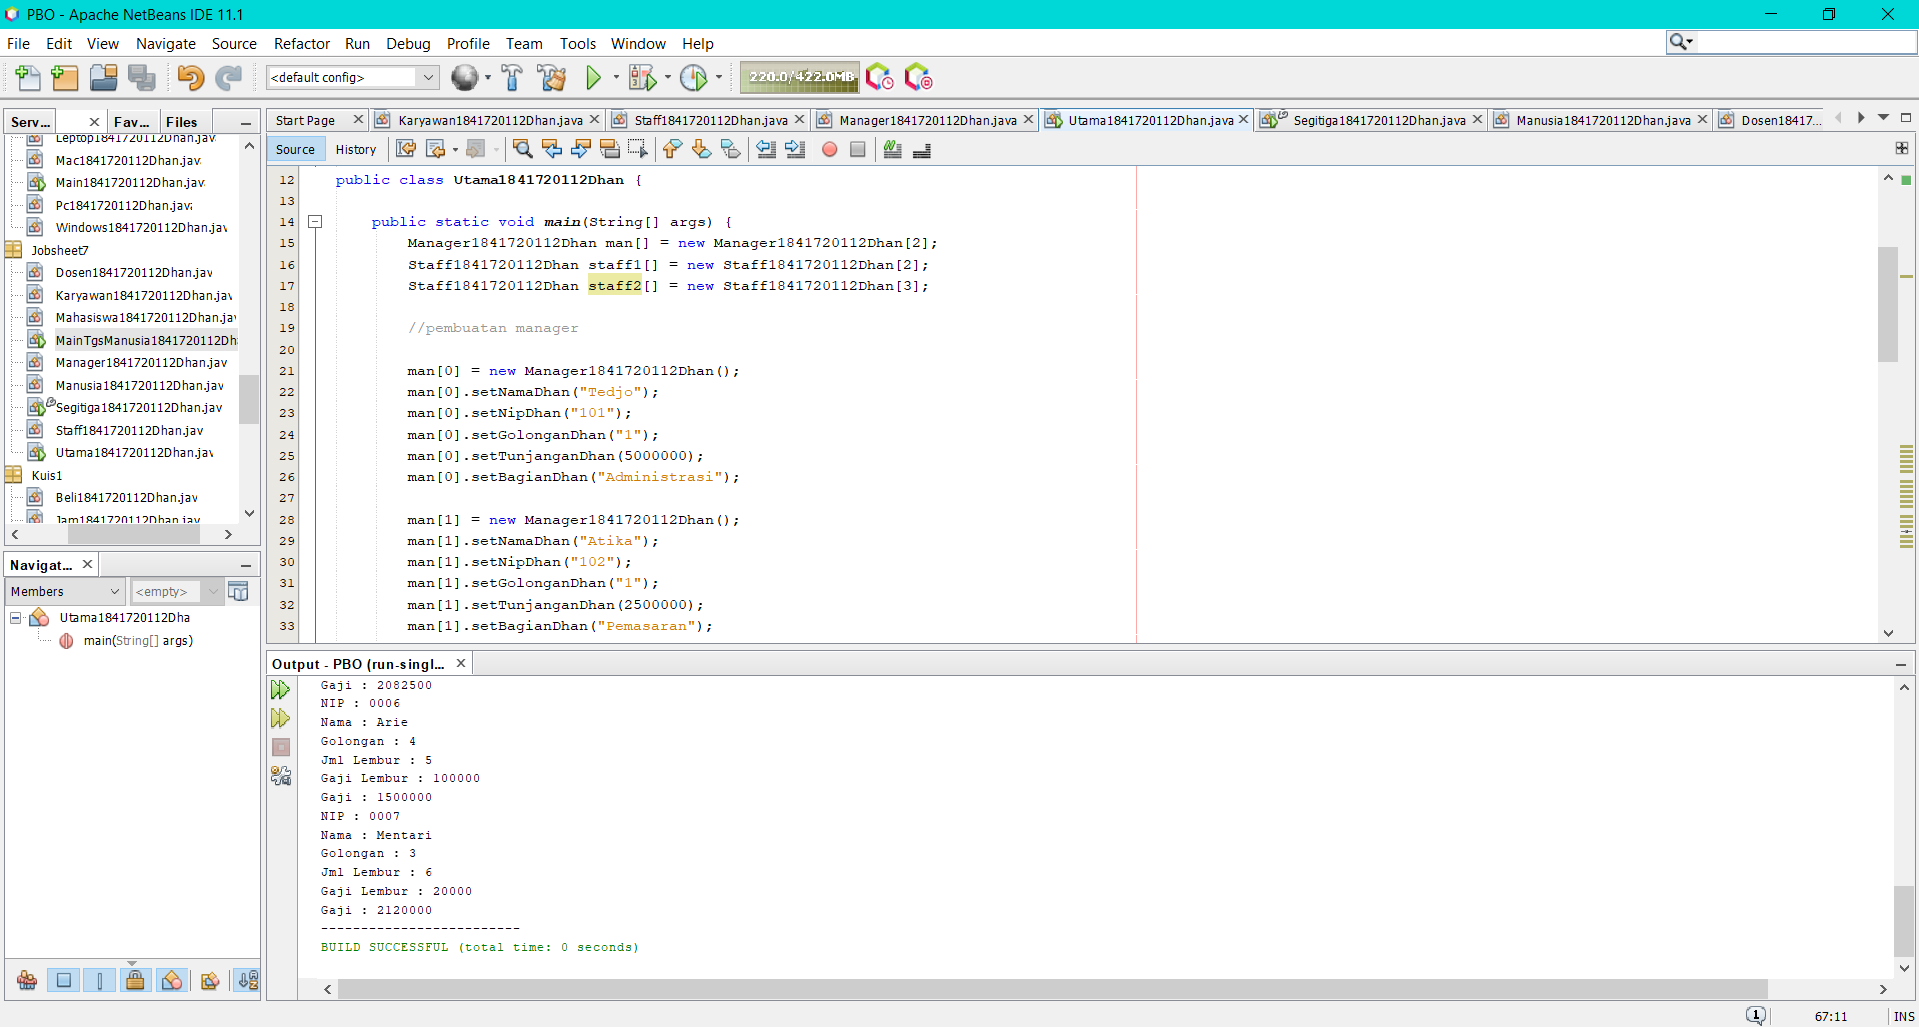 PBO - Apache NetBeans IDE 11.1
File Edit View Navigate Source Refactor Run Debug Profile Team Tools Window Help
<default config>
220.0/422.0MB
Serv... Fav... Files
Start Page Karyawan1841720112Dhan.java Staff1841720112Dhan.java Manager1841720112Dhan.java Utama1841720112Dhan.java Segitiga1841720112Dhan.java Manusia1841720112Dhan.java Dosen18417...
Source History
Leptop1841720112Dhan.java
Mac1841720112Dhan.java
Main1841720112Dhan.java
Pc1841720112Dhan.java
Windows1841720112Dhan.jav
Jobsheet7
Dosen1841720112Dhan.jav
Karyawan1841720112Dhan.jav
Mahasiswa1841720112Dhan.jav
MainTgsManusia1841720112Dh
Manager1841720112Dhan.jav
Manusia1841720112Dhan.jav
Segitiga1841720112Dhan.jav
Staff1841720112Dhan.jav
Utama1841720112Dhan.jav
Kuis1
Beli1841720112Dhan.jav
Jam1841720112Dhan.jav
Navigat...
Members <empty>
Utama1841720112Dha
main(String[] args)
12 public class Utama1841720112Dhan {
13
14 public static void main(String[] args) {
15 Manager1841720112Dhan man[] = new Manager1841720112Dhan[2];
16 Staff1841720112Dhan staff1[] = new Staff1841720112Dhan[2];
17 Staff1841720112Dhan staff2[] = new Staff1841720112Dhan[3];
18
19 //pembuatan manager
20
21 man[0] = new Manager1841720112Dhan();
22 man[0].setNamaDhan("Tedjo");
23 man[0].setNipDhan("101");
24 man[0].setGolonganDhan("1");
25 man[0].setTunjanganDhan(5000000);
26 man[0].setBagianDhan("Administrasi");
27
28 man[1] = new Manager1841720112Dhan();
29 man[1].setNamaDhan("Atika");
30 man[1].setNipDhan("102");
31 man[1].setGolonganDhan("1");
32 man[1].setTunjanganDhan(2500000);
33 man[1].setBagianDhan("Pemasaran");
Output - PBO (run-singl...
Gaji : 2082500
NIP : 0006
Nama : Arie
Golongan : 4
Jml Lembur : 5
Gaji Lembur : 100000
Gaji : 1500000
NIP : 0007
Nama : Mentari
Golongan : 3
Jml Lembur : 6
Gaji Lembur : 20000
Gaji : 2120000
-------------------------
BUILD SUCCESSFUL (total time: 0 seconds)
1 67:11 INS